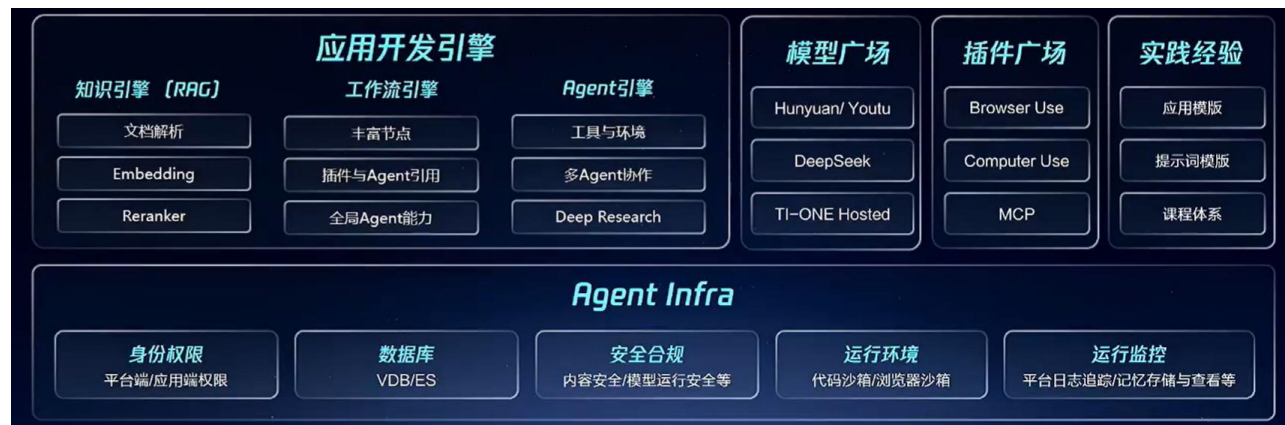 应用开发引擎
知识引擎（RAG）
文档解析
Embedding
Reranker
工作流引擎
丰富节点
插件与Agent引用
全局Agent能力
Agent引擎
工具与环境
多Agent协作
Deep Research
模型广场
Hunyuan/ Youtu
DeepSeek
TI-ONE Hosted
插件广场
Browser Use
Computer Use
MCP
实践经验
应用模版
提示词模版
课程体系
Agent Infra
身份权限
平台端/应用端权限
数据库
VDB/ES
安全合规
内容安全/模型运行安全等
运行环境
代码沙箱/浏览器沙箱
运行监控
平台日志追踪/记忆存储与查看等